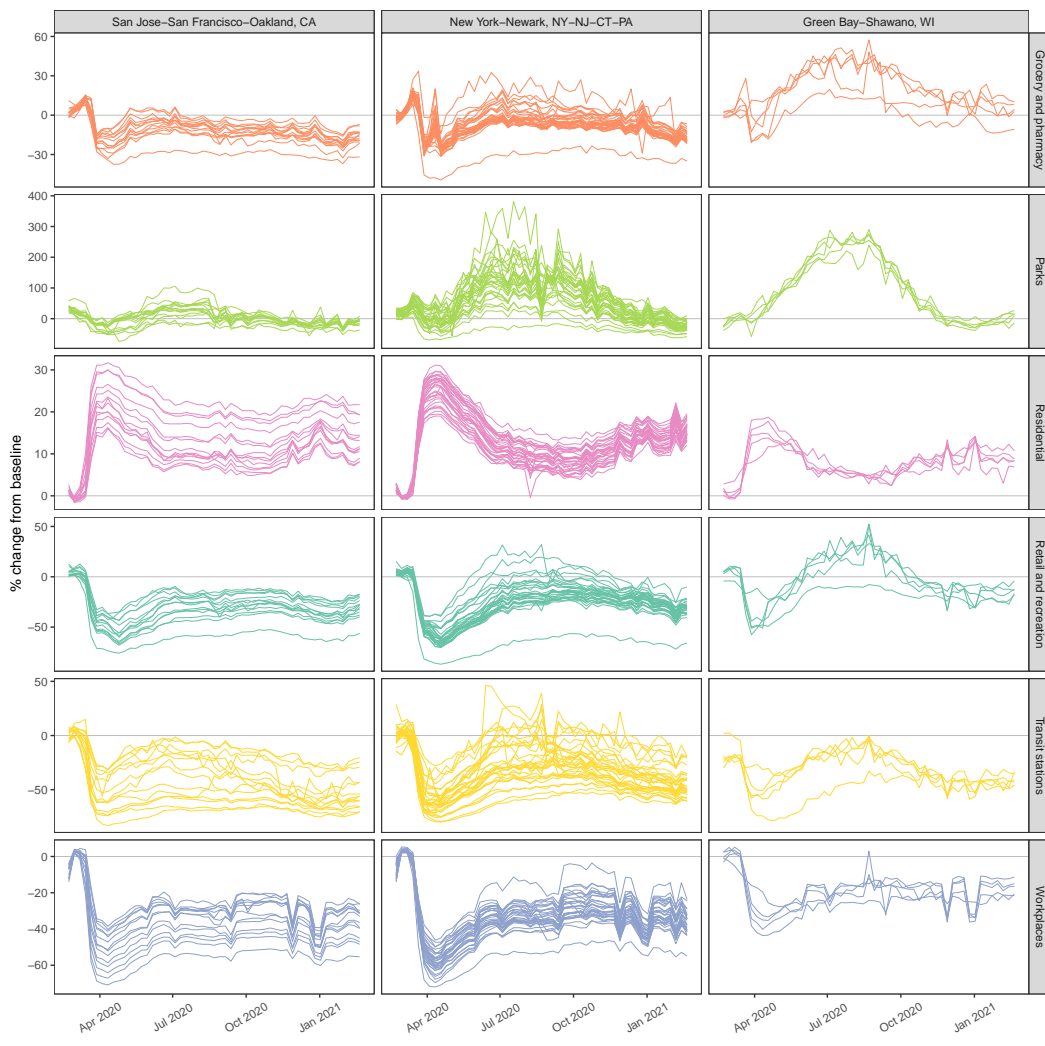 San Jose−San Francisco−Oakland, CA
New York−Newark, NY−NJ−CT−PA
Green Bay−Shawano, WI
60
30
0
−30
Grocery and pharmacy
400
300
200
100
0
Parks
30
20
10
0
Residential
50
0
−50
Retail and recreation
50
0
−50
Transit stations
0
−20
−40
−60
Workplaces
% change from baseline
Apr 2020
Jul 2020
Oct 2020
Jan 2021
Apr 2020
Jul 2020
Oct 2020
Jan 2021
Apr 2020
Jul 2020
Oct 2020
Jan 2021